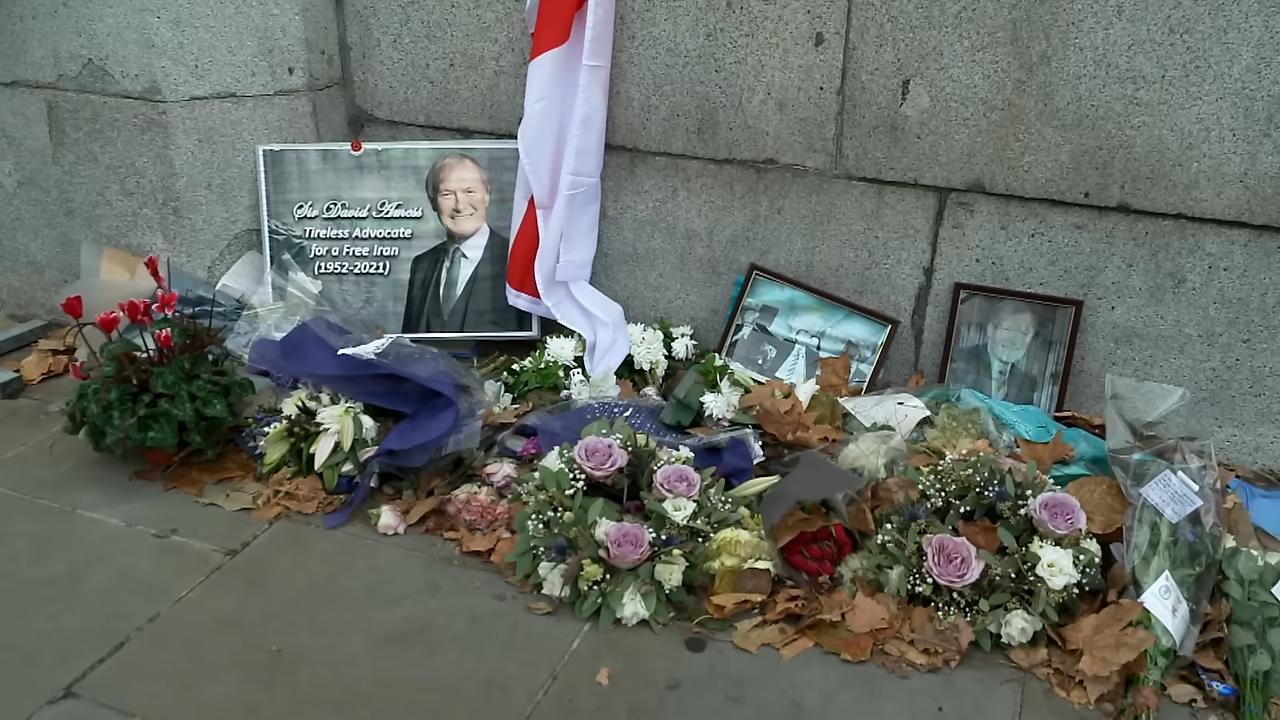 Sir David Amess
Tireless Advocate
for a Free Iran
(1952-2021)